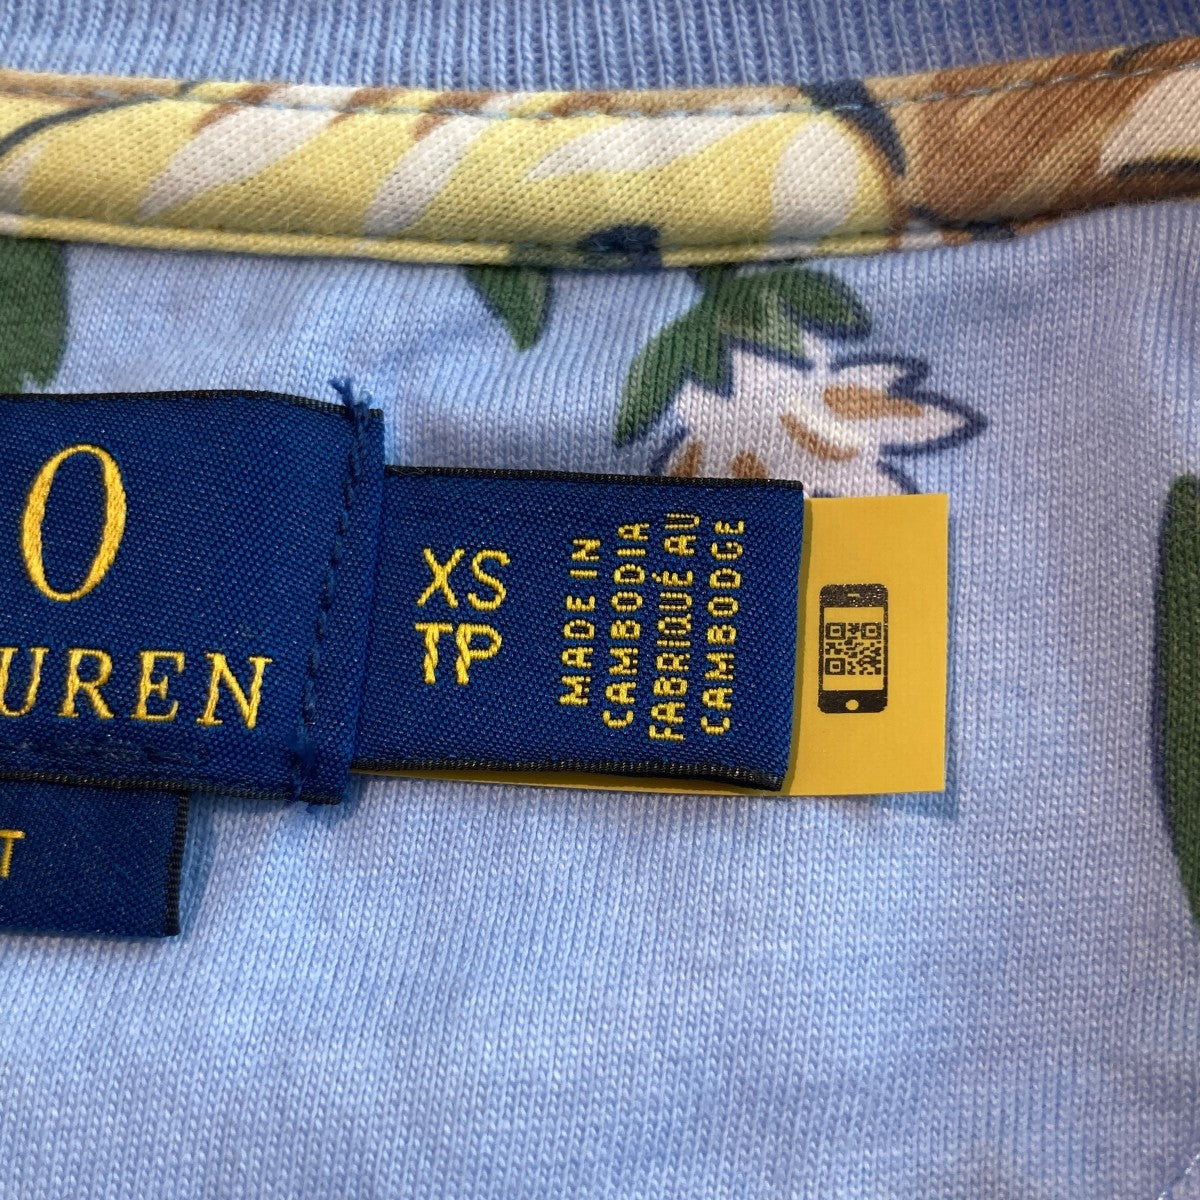 O
UREN
T
XS
TP
MADE IN
CAMBODIA
FABRIQUÉ AU
CAMBODGE